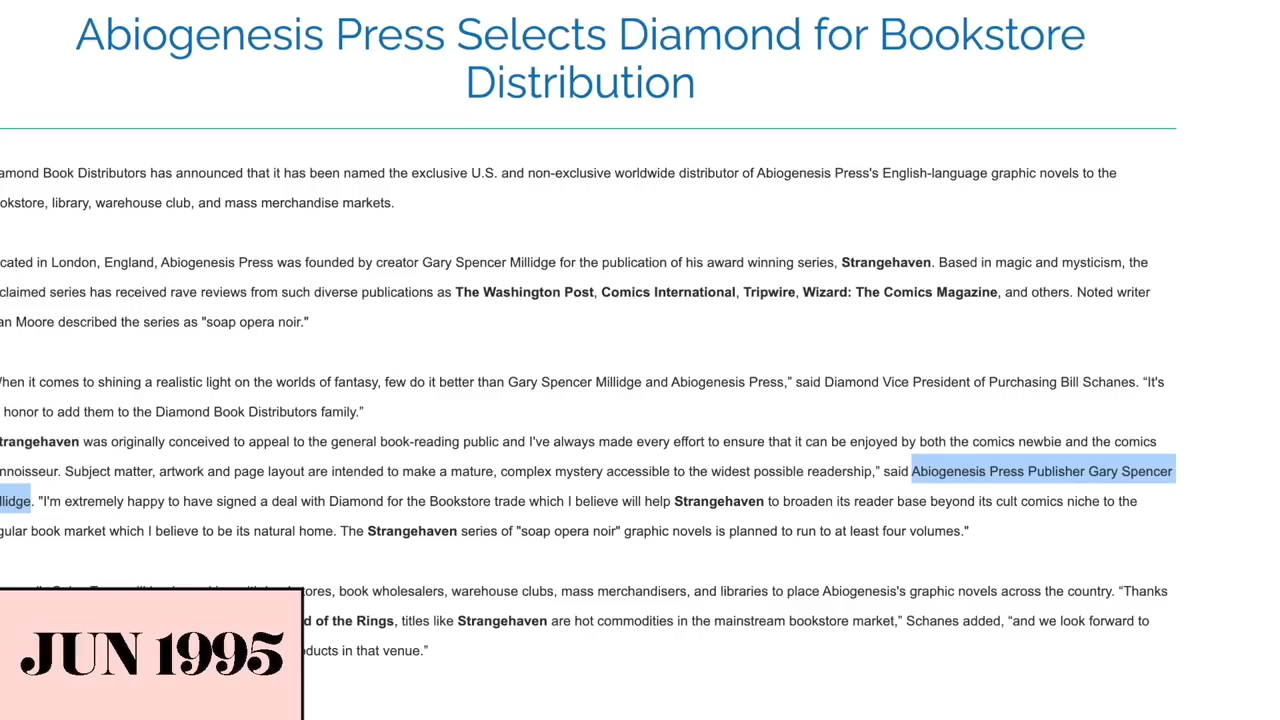 Abiogenesis Press Selects Diamond for Bookstore
Distribution
amond Book Distributors has announced that it has been named the exclusive U.S. and non-exclusive worldwide distributor of Abiogenesis Press's English-language graphic novels to the
okstore, library, warehouse club, and mass merchandise markets.
cated in London, England, Abiogenesis Press was founded by creator Gary Spencer Millidge for the publication of his award winning series, Strangehaven. Based in magic and mysticism, the
claimed series has received rave reviews from such diverse publications as The Washington Post, Comics International, Tripwire, Wizard: The Comics Magazine, and others. Noted writer
an Moore described the series as "soap opera noir."
hen it comes to shining a realistic light on the worlds of fantasy, few do it better than Gary Spencer Millidge and Abiogenesis Press,” said Diamond Vice President of Purchasing Bill Schanes. “It's
honor to add them to the Diamond Book Distributors family.”
trangehaven was originally conceived to appeal to the general book-reading public and I've always made every effort to ensure that it can be enjoyed by both the comics newbie and the comics
nnoisseur. Subject matter, artwork and page layout are intended to make a mature, complex mystery accessible to the widest possible readership,” said Abiogenesis Press Publisher Gary Spencer
llidge. "I'm extremely happy to have signed a deal with Diamond for the Bookstore trade which I believe will help Strangehaven to broaden its reader base beyond its cult comics niche to the
gular book market which I believe to be its natural home. The Strangehaven series of "soap opera noir" graphic novels is planned to run to at least four volumes."
ores, book wholesalers, warehouse clubs, mass merchandisers, and libraries to place Abiogenesis's graphic novels across the country. “Thanks
d of the Rings, titles like Strangehaven are hot commodities in the mainstream bookstore market,” Schanes added, “and we look forward to
oducts in that venue.”
JUN 1995